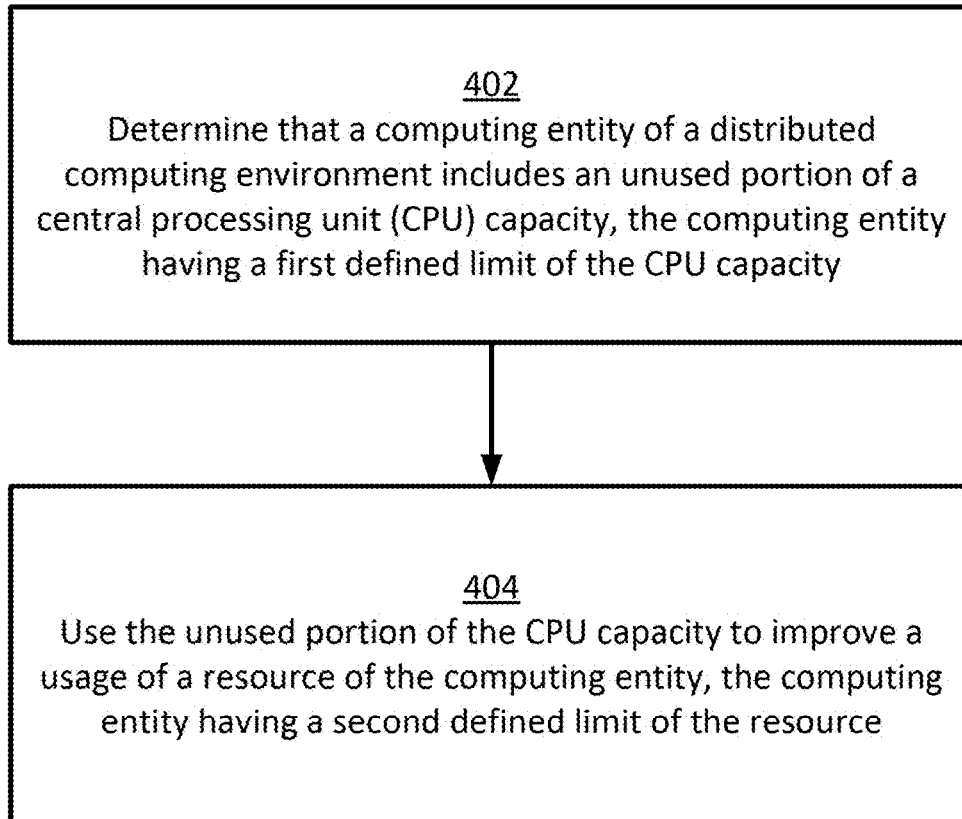 402
Determine that a computing entity of a distributed
computing environment includes an unused portion of a
central processing unit (CPU) capacity, the computing entity
having a first defined limit of the CPU capacity
404
Use the unused portion of the CPU capacity to improve a
usage of a resource of the computing entity, the computing
entity having a second defined limit of the resource